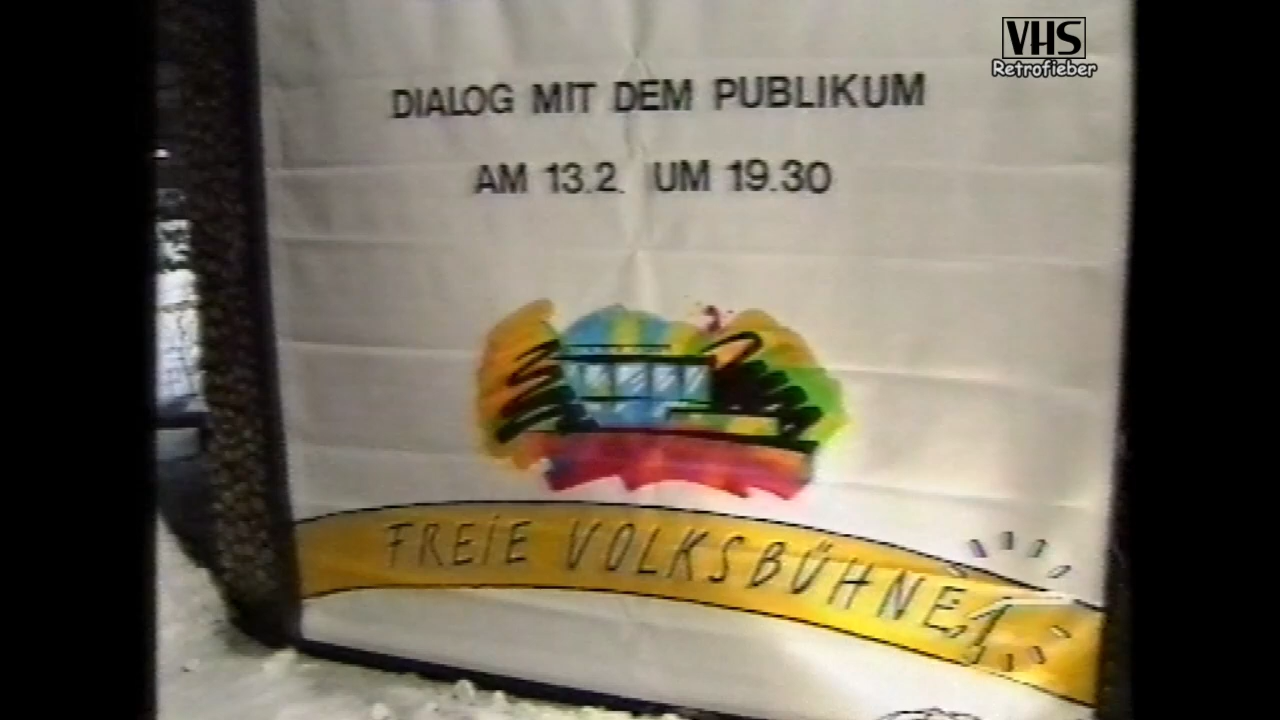 VHS
Retrofieber
DIALOG MIT DEM PUBLIKUM
AM 13.2. UM 19.30
FREIE VOLKSBÜHNE